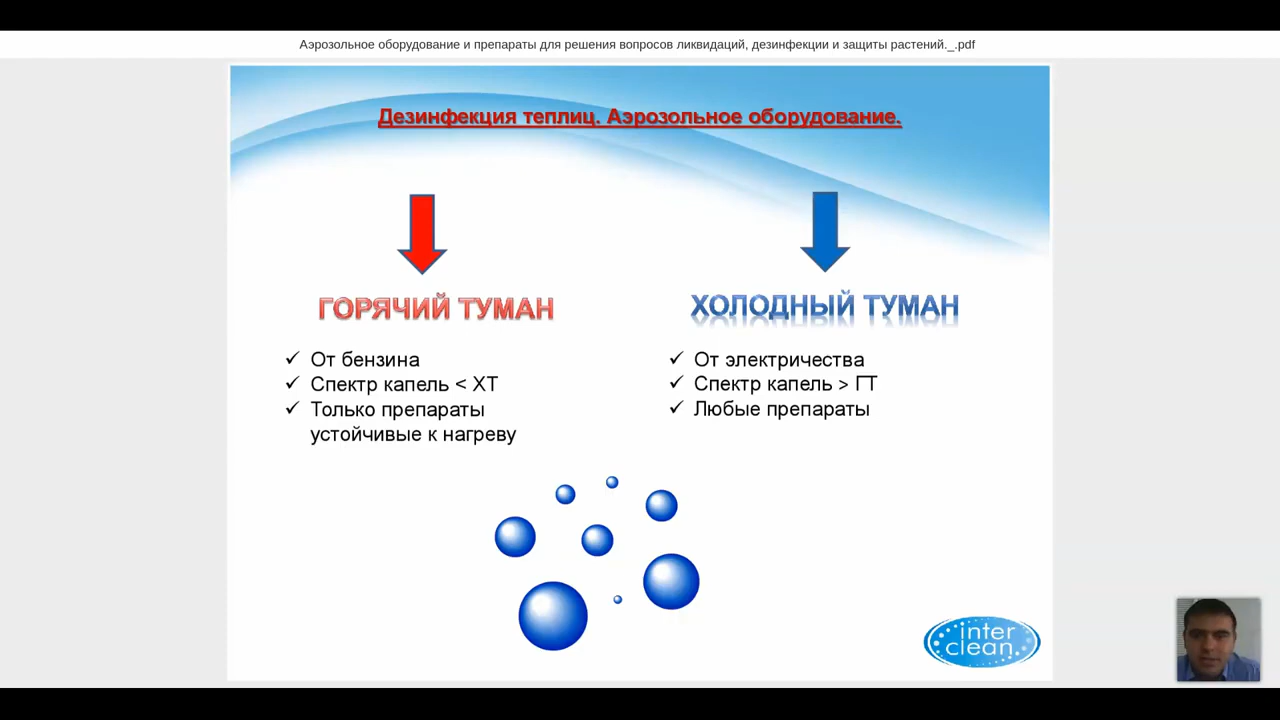 Аэрозольное оборудование и препараты для решения вопросов ликвидаций, дезинфекции и защиты растений._.pdf
Дезинфекция теплиц. Аэрозольное оборудование.
ГОРЯЧИЙ ТУМАН
От бензина
Спектр капель < ХТ
Только препараты
устойчивые к нагреву
ХОЛОДНЫЙ ТУМАН
От электричества
Спектр капель > ГТ
Любые препараты
inter
clean